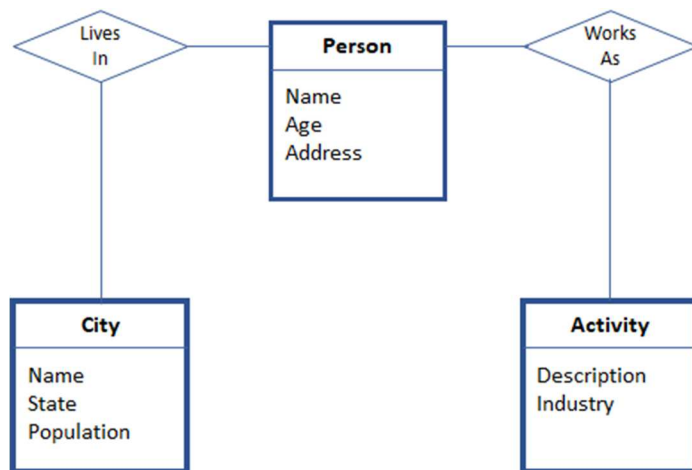 Lives
In
Person
Works
As
Name
Age
Address
City
Name
State
Population
Activity
Description
Industry